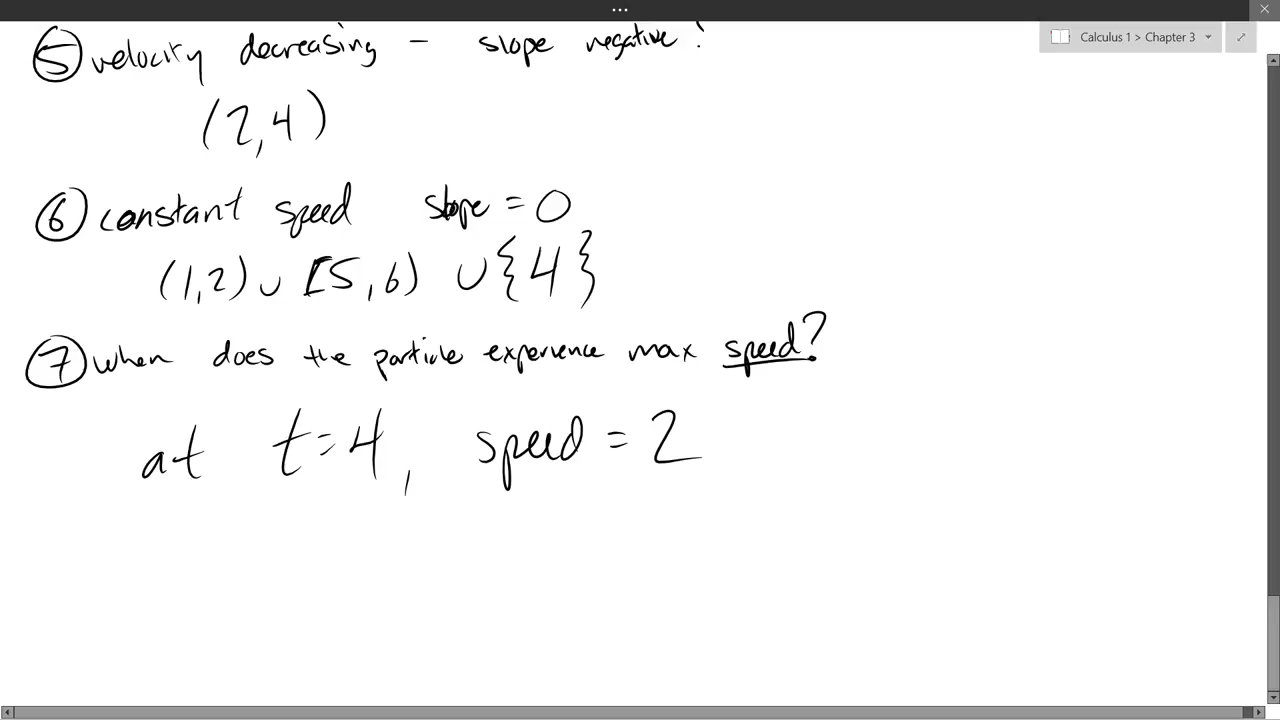 Calculus 1 > Chapter 3
⑤ velocity decreasing - slope negative!
(2,4)
⑥ constant speed slope = 0
(1,2) ∪ [5,6) ∪ {4}
⑦ when does the particle experience max speed?
at t=4, speed = 2